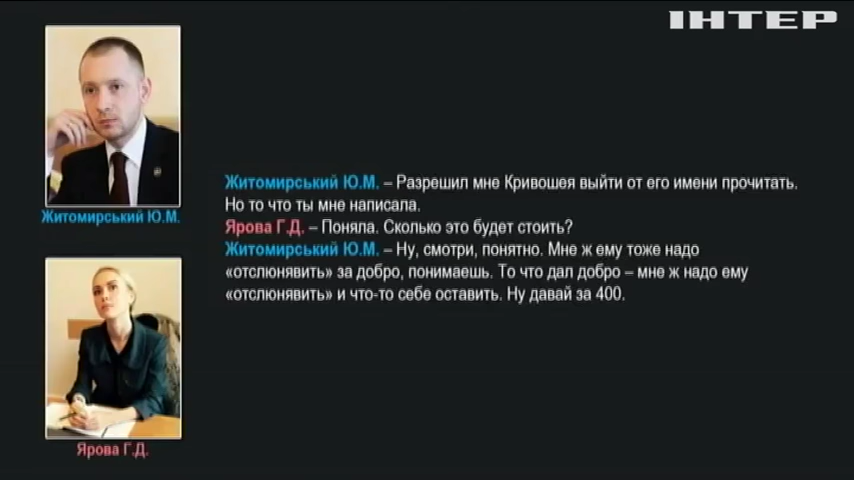 ІНТЕР
Житомирський Ю.М.
Житомирський Ю.М. – Разрешил мне Кривошея выйти от его имени прочитать.
Но то что ты мне написала.
Ярова Г.Д. – Поняла. Сколько это будет стоить?
Житомирський Ю.М. – Ну, смотри, понятно. Мне ж ему тоже надо
«отслюнявить» за добро, понимаешь. То что дал добро – мне ж надо ему
«отслюнявить» и что-то себе оставить. Ну давай за 400.
Ярова Г.Д.